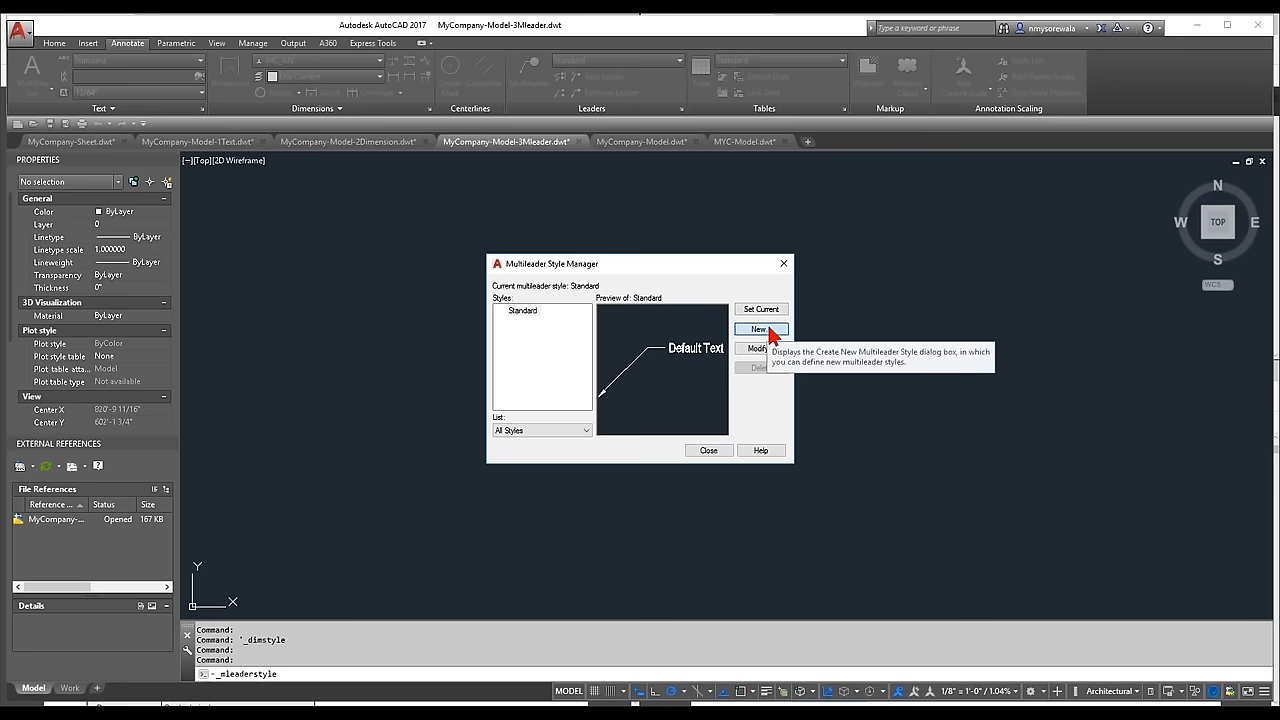 Autodesk AutoCAD 2017 MyCompany-Model-3Mleader.dwt
Type a keyword or phrase
nmysorewala
Home Insert Annotate Parametric View Manage Output A360 Express Tools
Standard
Use Current
13/64"
Standard
Standard
Text Dimensions Centerlines Leaders Tables Markup Annotation Scaling
MyCompany-Sheet.dwt* MyCompany-Model-1Text.dwt* MyCompany-Model-2Dimension.dwt* MyCompany-Model-3Mleader.dwt* MyCompany-Model.dwt* MYC-Model.dwt*
PROPERTIES
[−][Top][2D Wireframe]
No selection
General
Color ByLayer
Layer 0
Linetype ByLayer
Linetype scale 1.000000
Lineweight ByLayer
Transparency ByLayer
Thickness 0"
3D Visualization
Material ByLayer
Plot style
Plot style ByColor
Plot style table None
Plot table atta... Model
Plot table type Not available
View
Center X 820'-9 11/16"
Center Y 602'-1 3/4"
EXTERNAL REFERENCES
File References
Reference ... Status Size
MyCompany-... Opened 167 KB
Details
N
W TOP E
S
WCS
Multileader Style Manager
Current multileader style: Standard
Styles: Preview of: Standard
Standard
Default Text
Set Current
New...
Modify
Displays the Create New Multileader Style dialog box, in which
you can define new multileader styles.
List:
All Styles
Close Help
Y
X
Command:
Command: '_dimstyle
Command:
Command:
_mleaderstyle
Model Work +
MODEL 1/8" = 1'-0" / 1.04% Architectural